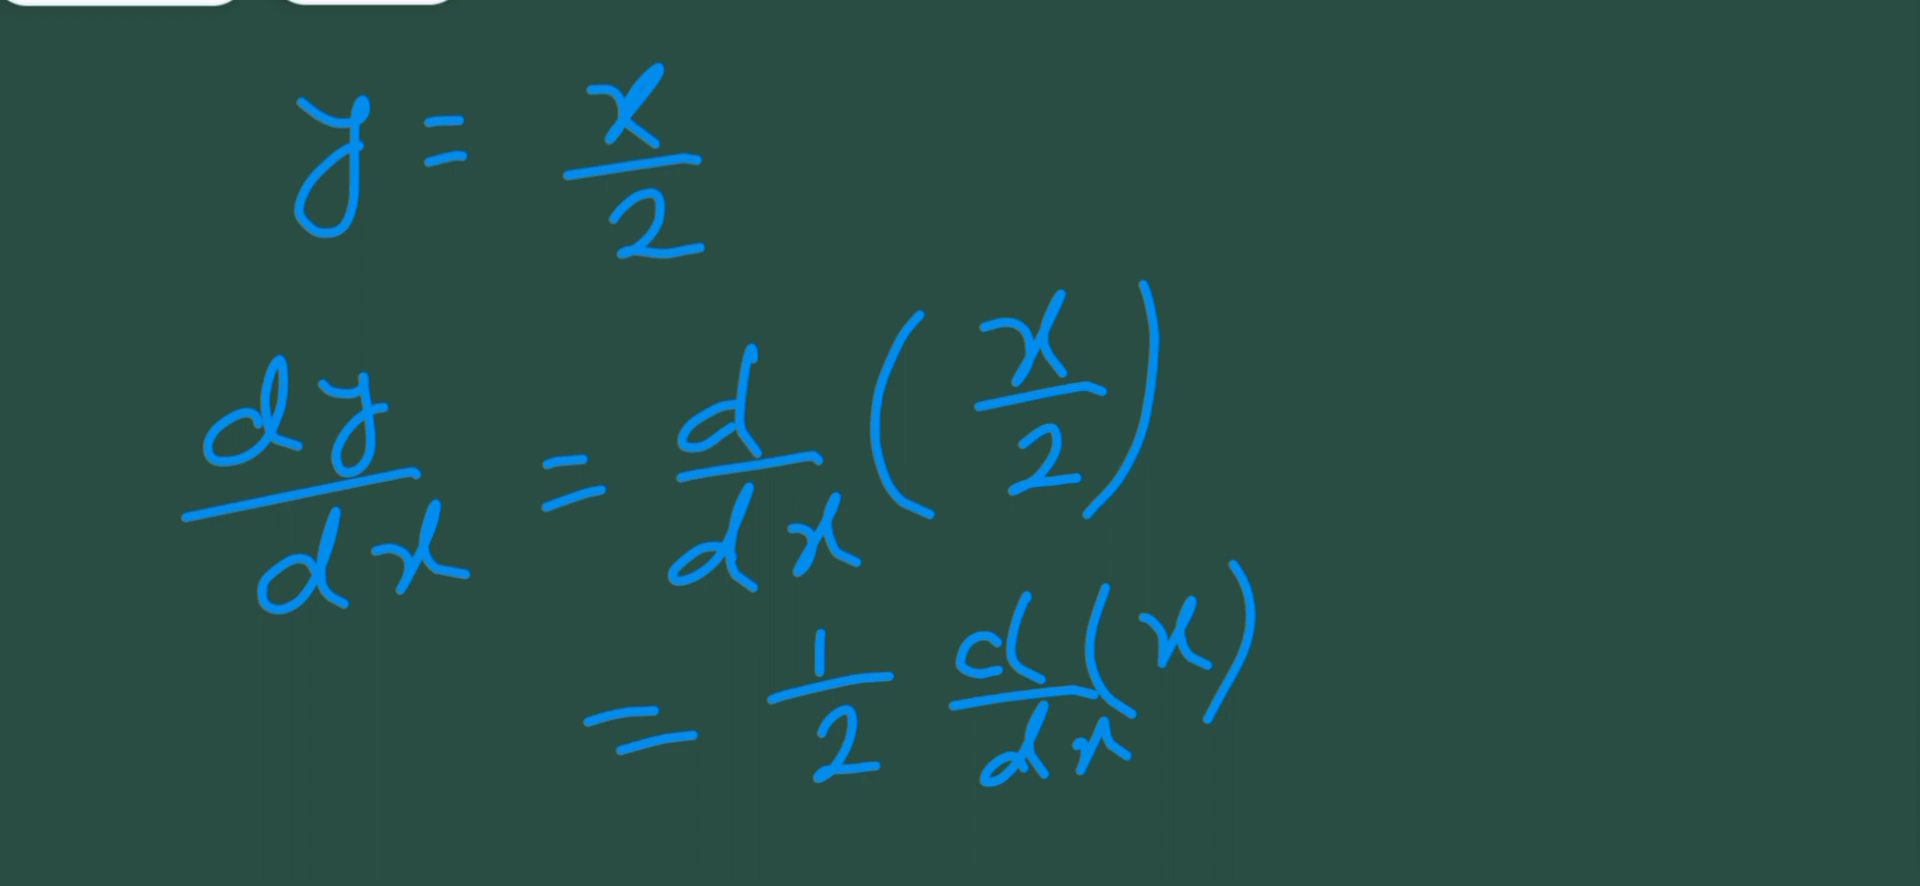 y = x/2
dy/dx = d/dx (x/2)
= 1/2 d/dx (x)